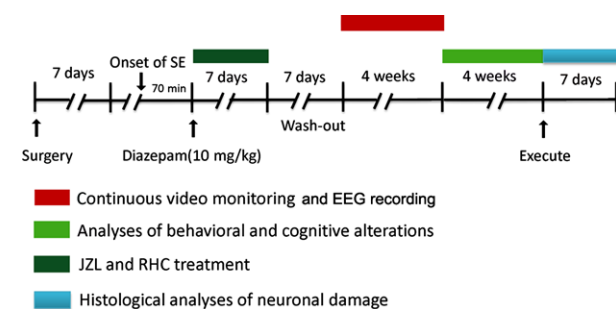 Onset of SE
7 days
70 min
7 days
7 days
4 weeks
4 weeks
7 days
Wash-out
Surgery
Diazepam(10 mg/kg)
Execute
Continuous video monitoring and EEG recording
Analyses of behavioral and cognitive alterations
JZL and RHC treatment
Histological analyses of neuronal damage